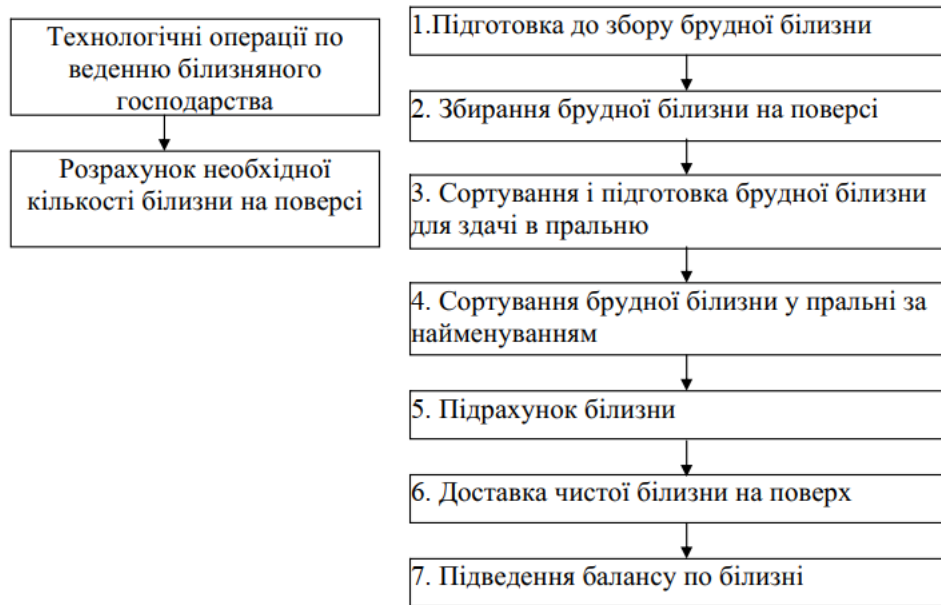 Технологічні операції по
веденню білизняного
господарства
Розрахунок необхідної
кількості білизни на поверсі
1.Підготовка до збору брудної білизни
2. Збирання брудної білизни на поверсі
3. Сортування і підготовка брудної білизни
для здачі в пральню
4. Сортування брудної білизни у пральні за
найменуванням
5. Підрахунок білизни
6. Доставка чистої білизни на поверх
7. Підведення балансу по білизні